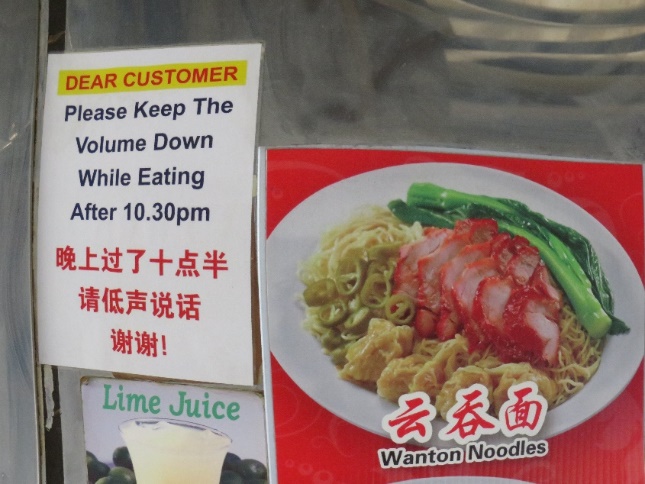 DEAR CUSTOMER
Please Keep The
Volume Down
While Eating
After 10.30pm
晚上过了十点半
请低声说话
谢谢!
Lime Juice
云吞面
Wanton Noodles